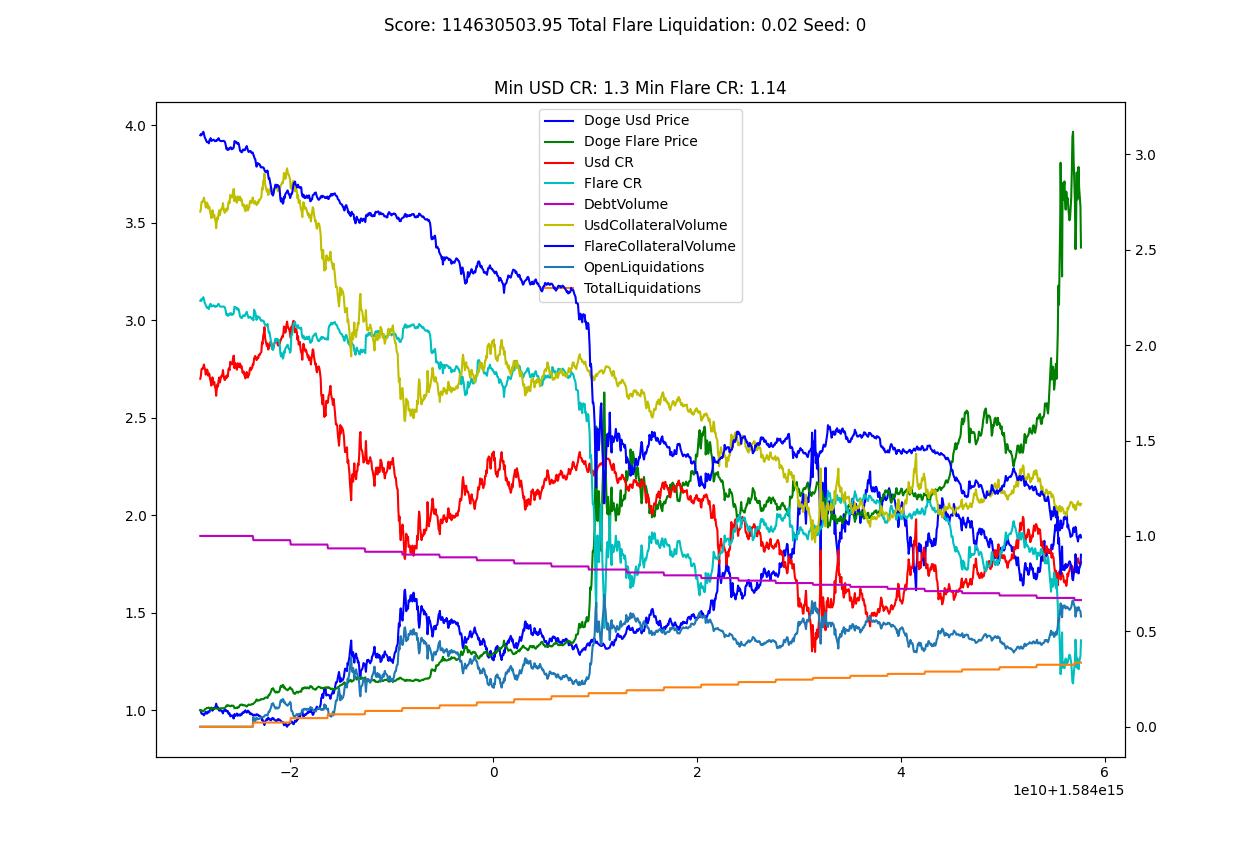 Score: 114630503.95 Total Flare Liquidation: 0.02 Seed: 0
Min USD CR: 1.3 Min Flare CR: 1.14
Doge Usd Price
Doge Flare Price
Usd CR
Flare CR
DebtVolume
UsdCollateralVolume
FlareCollateralVolume
OpenLiquidations
TotalLiquidations
4.0
3.5
3.0
2.5
2.0
1.5
1.0
3.0
2.5
2.0
1.5
1.0
0.5
0.0
−2
0
2
4
6
1e10+1.584e15